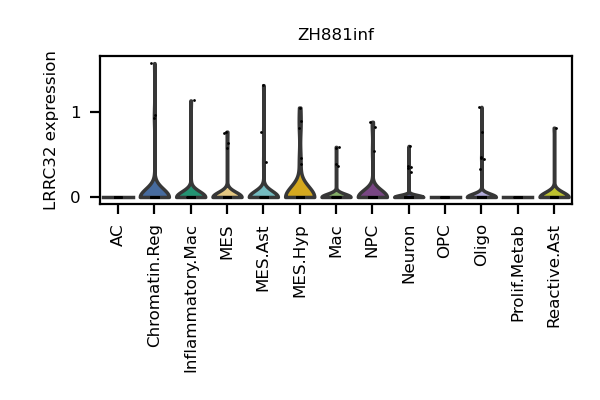 ZH881inf
LRRC32 expression
1
0
AC
Chromatin.Reg
Inflammatory.Mac
MES
MES.Ast
MES.Hyp
Mac
NPC
Neuron
OPC
Oligo
Prolif.Metab
Reactive.Ast